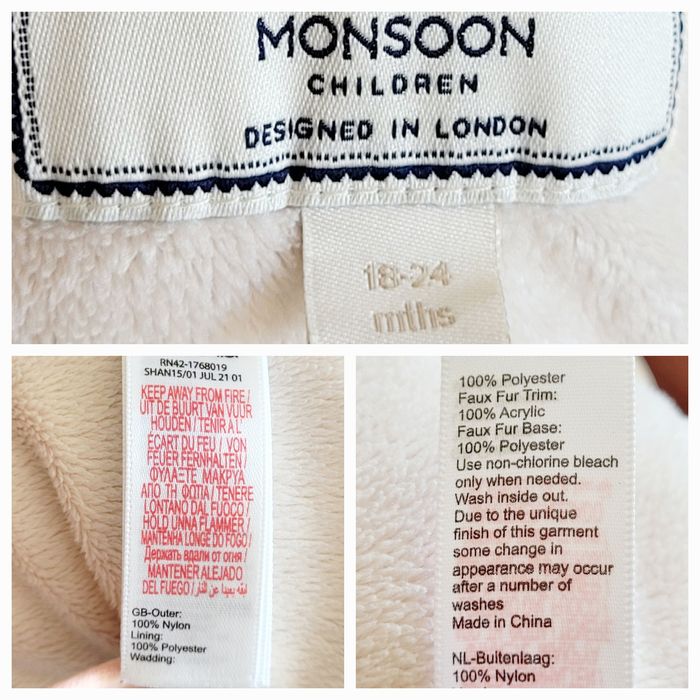 MONSOON
CHILDREN
DESIGNED IN LONDON
18-24
mths
RN42-1768019
SHAN15/01 JUL 21 01
KEEP AWAY FROM FIRE /
UIT DE BUURT VAN VUUR
HOUDEN / TENIR A L'
ÉCART DU FEU / VON
FEUER FERNHALTEN /
ΦΥΛΑΞΤΕ ΜΑΚΡΥΑ
ΑΠΟ ΤΗ ΦΩΤΙΑ / TENERE
LONTANO DAL FUOCO /
HOLD UNNA FLAMMER /
MANTENHA LONGE DO FOGO /
Держать вдали от огня /
MANTENER ALEJADO
DEL FUEGO / ابقه بعيدا عن النار
GB-Outer:
100% Nylon
Lining:
100% Polyester
Wadding:
100% Polyester
Faux Fur Trim:
100% Acrylic
Faux Fur Base:
100% Polyester
Use non-chlorine bleach
only when needed.
Wash inside out.
Due to the unique
finish of this garment
some change in
appearance may occur
after a number of
washes
Made in China
NL-Buitenlaag:
100% Nylon